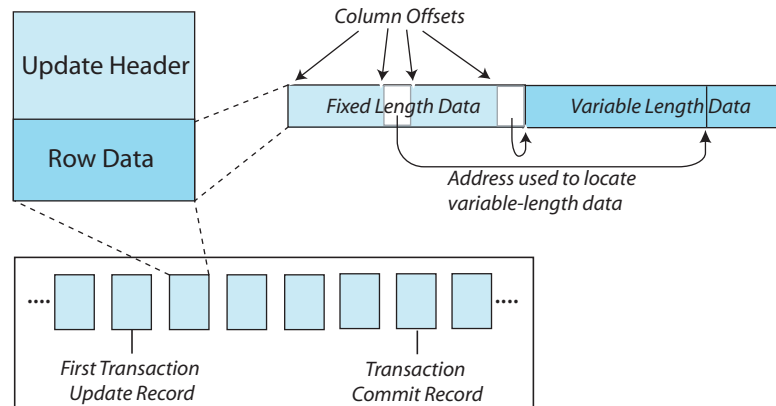 Column Offsets
Update Header
Fixed Length Data
Variable Length Data
Row Data
Address used to locate
variable-length data
....
....
First Transaction
Update Record
Transaction
Commit Record